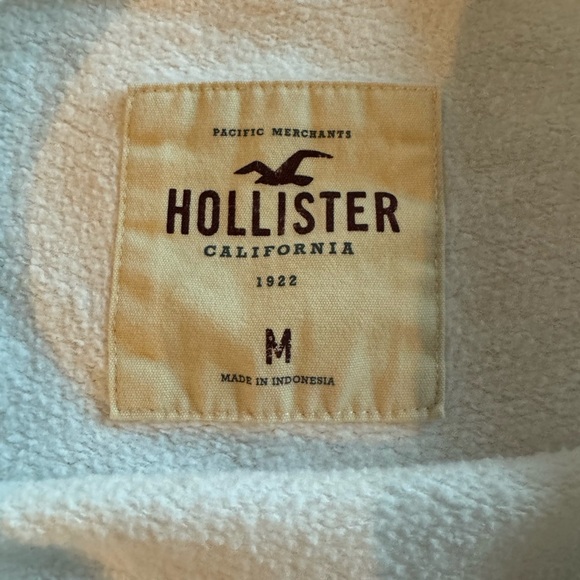 PACIFIC MERCHANTS
HOLLISTER
CALIFORNIA
1922
M
MADE IN INDONESIA